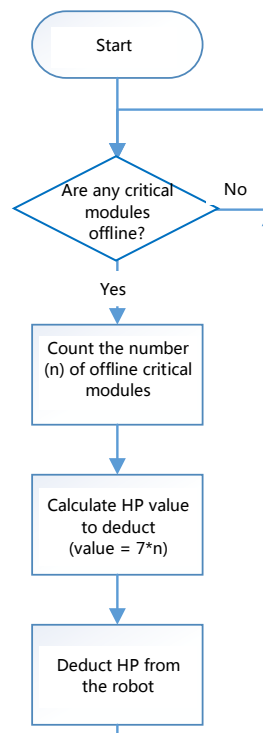 Start
Are any critical
modules
offline?
No
Yes
Count the number
(n) of offline critical
modules
Calculate HP value
to deduct
(value = 7*n)
Deduct HP from
the robot